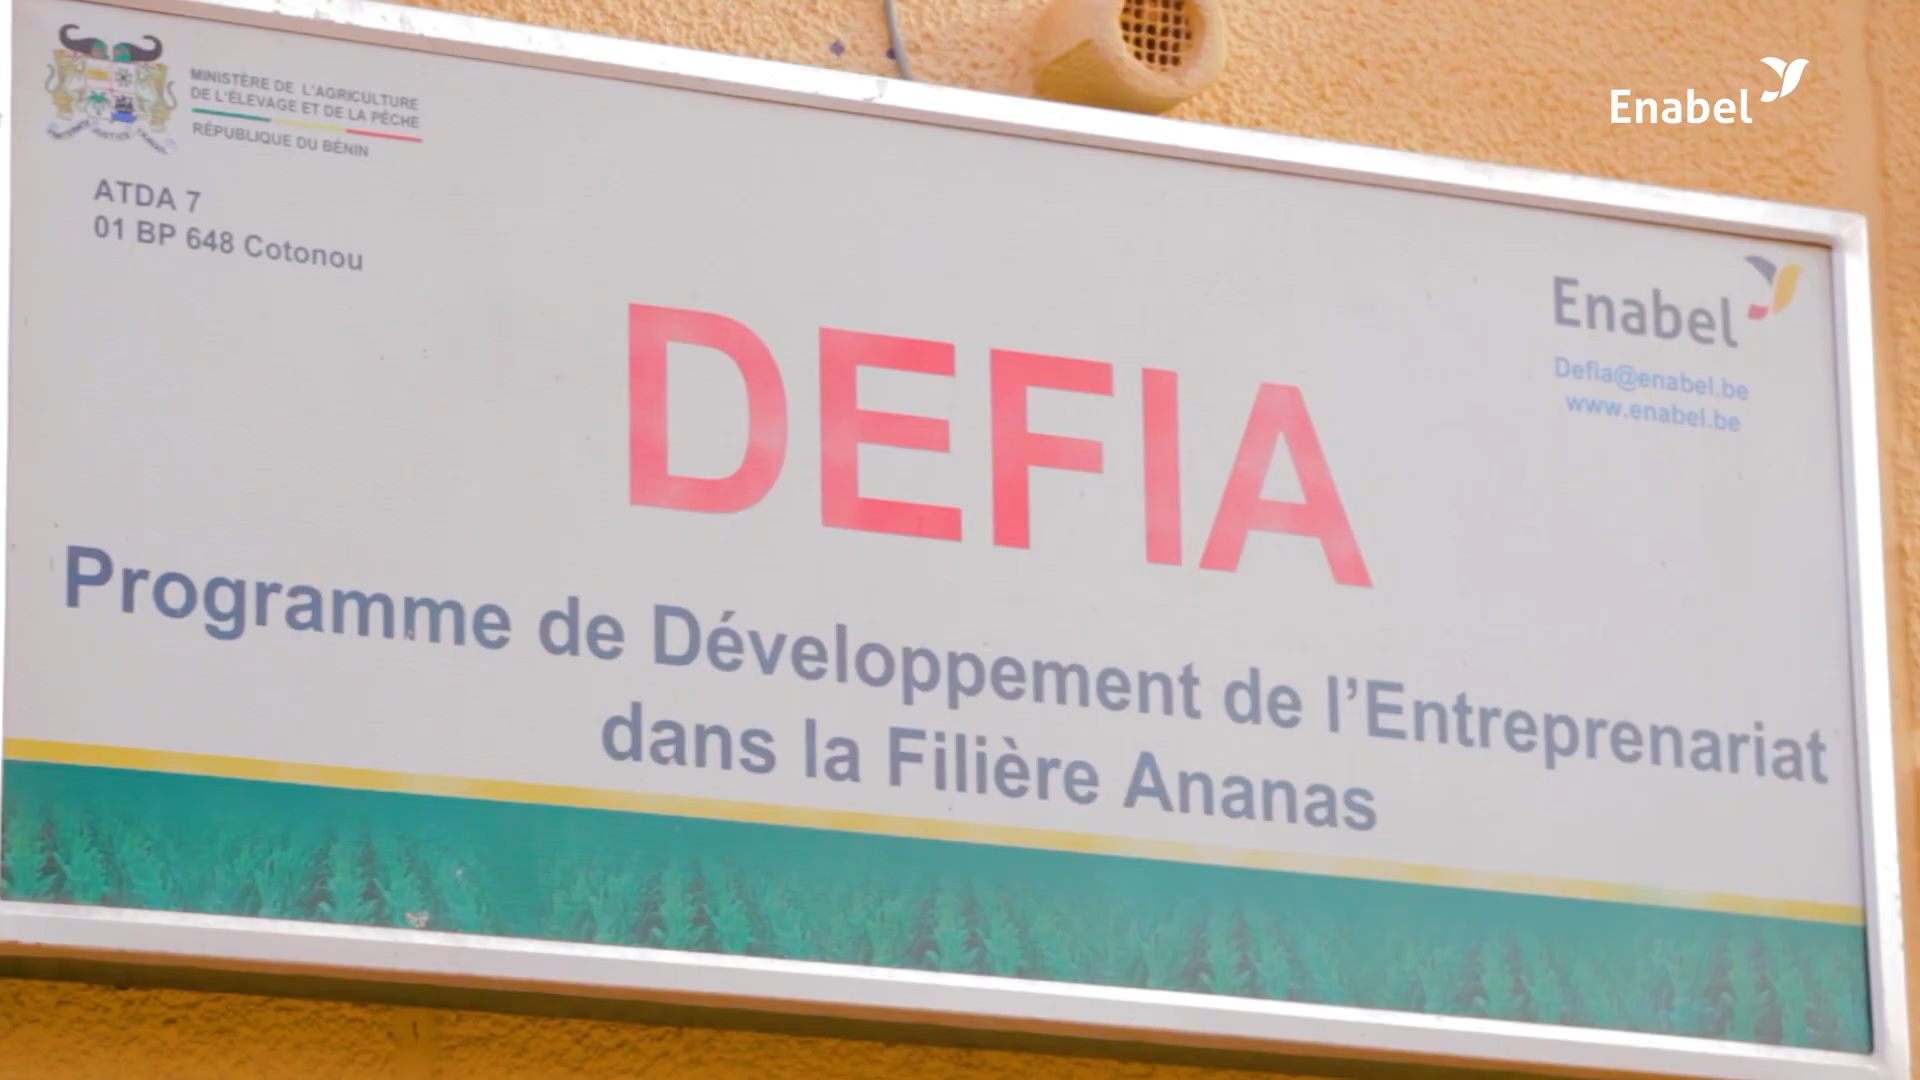 Enabel
MINISTÈRE DE L'AGRICULTURE
DE L'ÉLEVAGE ET DE LA PÊCHE
RÉPUBLIQUE DU BÉNIN
ATDA 7
01 BP 648 Cotonou
Enabel
Defia@enabel.be
www.enabel.be
DEFIA
Programme de Développement de l'Entreprenariat
dans la Filière Ananas